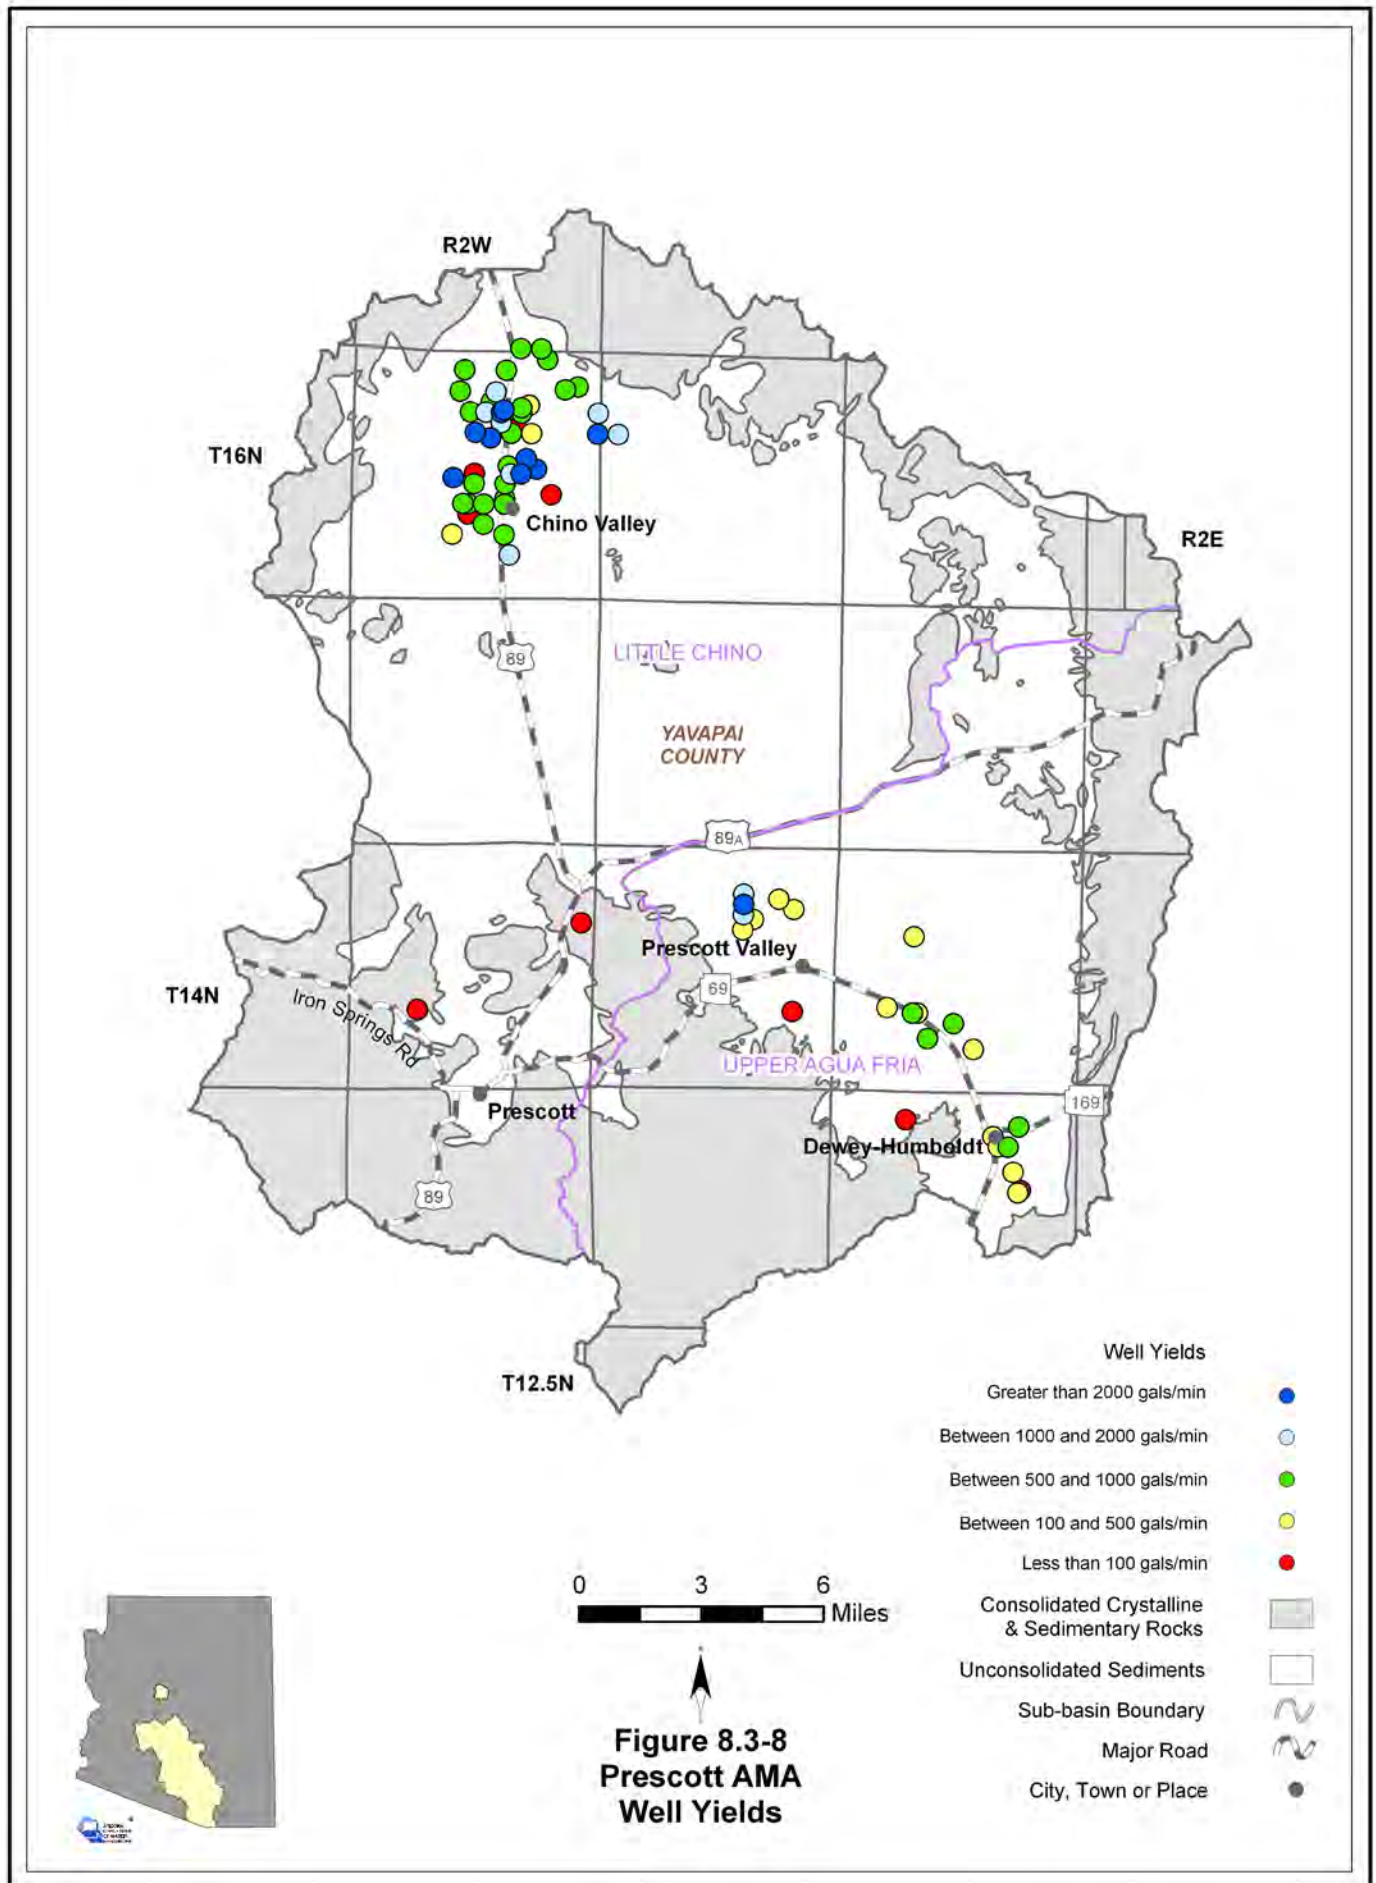 R2W
T16N
Chino Valley
R2E
89
LITTLE CHINO
YAVAPAI
COUNTY
89A
Prescott Valley
T14N
Iron Springs Rd
69
UPPER AGUA FRIA
169
Prescott
Dewey-Humboldt
89
T12.5N
Well Yields
Greater than 2000 gals/min
Between 1000 and 2000 gals/min
Between 500 and 1000 gals/min
Between 100 and 500 gals/min
Less than 100 gals/min
0 3 6
Miles
Consolidated Crystalline
& Sedimentary Rocks
Unconsolidated Sediments
Sub-basin Boundary
Major Road
City, Town or Place
Figure 8.3-8
Prescott AMA
Well Yields